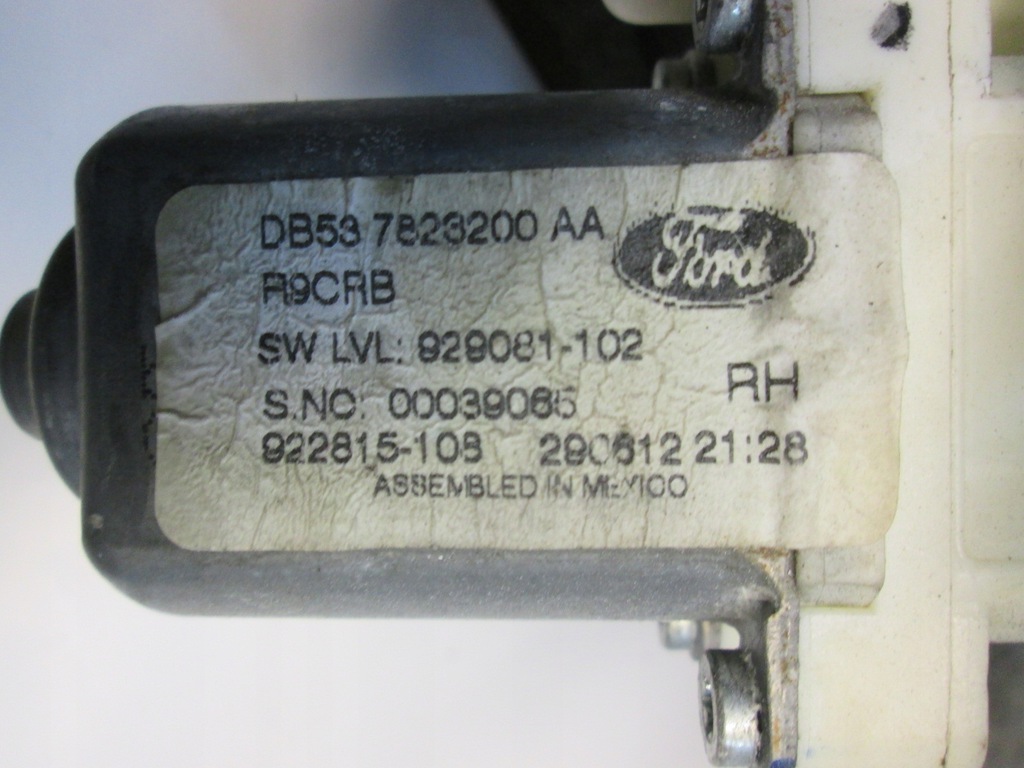 DB53 7823200 AA
Ford
R9CRB
SW LVL: 929081-102
RH
S.NO: 00039065
922815-108 290612 21:28
ASSEMBLED IN MEXICO